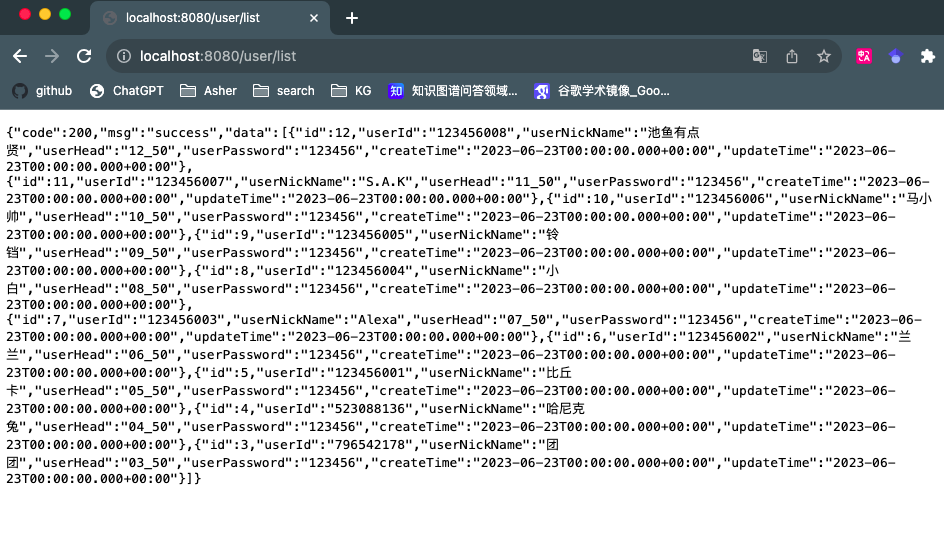 localhost:8080/user/list
localhost:8080/user/list
github ChatGPT Asher search KG 知 知识图谱问答领域... 谷歌学术镜像_Goo...
{"code":200,"msg":"success","data":[{"id":12,"userId":"123456008","userNickName":"池鱼有点
贤","userHead":"12_50","userPassword":"123456","createTime":"2023-06-23T00:00:00.000+00:00","updateTime":"2023-06-
23T00:00:00.000+00:00"},
{"id":11,"userId":"123456007","userNickName":"S.A.K","userHead":"11_50","userPassword":"123456","createTime":"2023-06-
23T00:00:00.000+00:00","updateTime":"2023-06-23T00:00:00.000+00:00"},{"id":10,"userId":"123456006","userNickName":"马小
帅","userHead":"10_50","userPassword":"123456","createTime":"2023-06-23T00:00:00.000+00:00","updateTime":"2023-06-
23T00:00:00.000+00:00"},{"id":9,"userId":"123456005","userNickName":"铃
铛","userHead":"09_50","userPassword":"123456","createTime":"2023-06-23T00:00:00.000+00:00","updateTime":"2023-06-
23T00:00:00.000+00:00"},{"id":8,"userId":"123456004","userNickName":"小
白","userHead":"08_50","userPassword":"123456","createTime":"2023-06-23T00:00:00.000+00:00","updateTime":"2023-06-
23T00:00:00.000+00:00"},
{"id":7,"userId":"123456003","userNickName":"Alexa","userHead":"07_50","userPassword":"123456","createTime":"2023-06-
23T00:00:00.000+00:00","updateTime":"2023-06-23T00:00:00.000+00:00"},{"id":6,"userId":"123456002","userNickName":"兰
兰","userHead":"06_50","userPassword":"123456","createTime":"2023-06-23T00:00:00.000+00:00","updateTime":"2023-06-
23T00:00:00.000+00:00"},{"id":5,"userId":"123456001","userNickName":"比丘
卡","userHead":"05_50","userPassword":"123456","createTime":"2023-06-23T00:00:00.000+00:00","updateTime":"2023-06-
23T00:00:00.000+00:00"},{"id":4,"userId":"523088136","userNickName":"哈尼克
兔","userHead":"04_50","userPassword":"123456","createTime":"2023-06-23T00:00:00.000+00:00","updateTime":"2023-06-
23T00:00:00.000+00:00"},{"id":3,"userId":"796542178","userNickName":"团
团","userHead":"03_50","userPassword":"123456","createTime":"2023-06-23T00:00:00.000+00:00","updateTime":"2023-06-
23T00:00:00.000+00:00"}]}